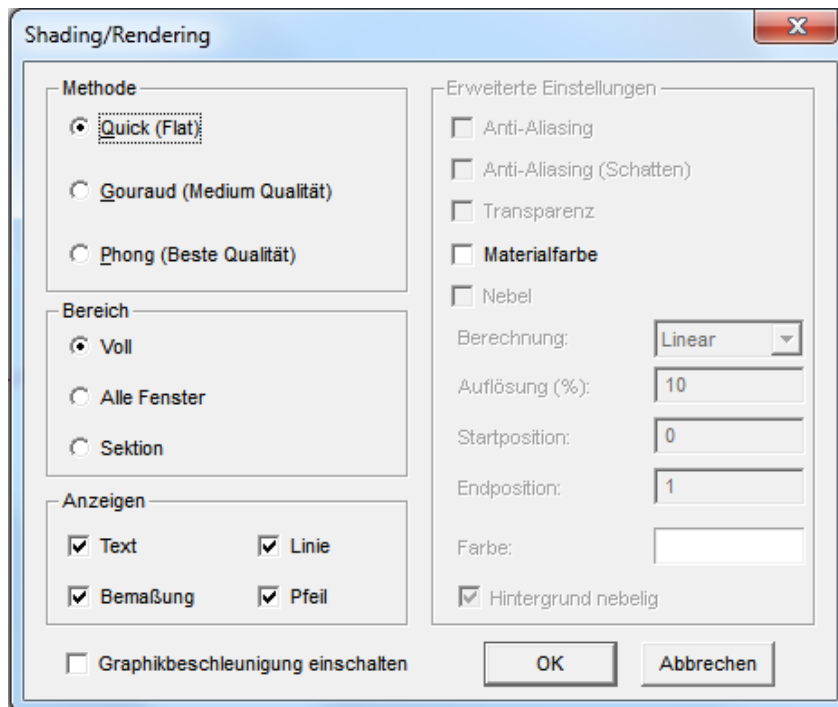 Shading/Rendering
Methode
Quick (Flat)
Gouraud (Medium Qualität)
Phong (Beste Qualität)
Bereich
Voll
Alle Fenster
Sektion
Anzeigen
Text
Linie
Bemaßung
Pfeil
Graphikbeschleunigung einschalten
Erweiterte Einstellungen
Anti-Aliasing
Anti-Aliasing (Schatten)
Transparenz
Materialfarbe
Nebel
Berechnung: Linear
Auflösung (%): 10
Startposition: 0
Endposition: 1
Farbe:
Hintergrund nebelig
OK
Abbrechen